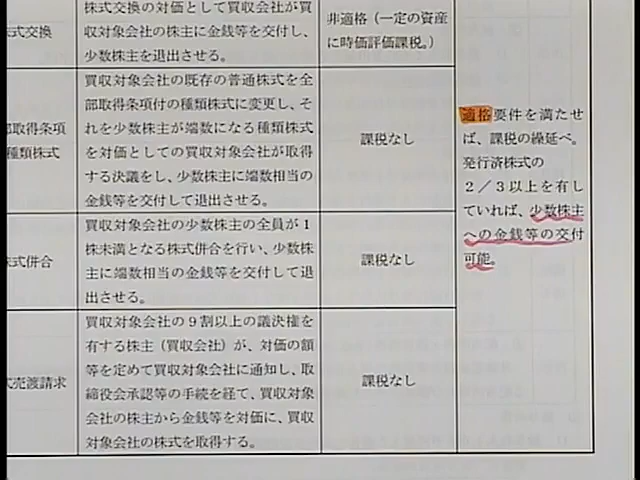 株式交換の対価として買収会社が買
収対象会社の株主に金銭等を交付し、
少数株主を退出させる。
式交換
非適格(一定の資産
に時価評価課税。)
買収対象会社の既存の普通株式を全
部取得条項付の種類株式に変更し、そ
れを少数株主が端数になる種類株式
を対価としての買収対象会社が取得
する決議をし、少数株主に端数相当の
金銭等を交付して退出させる。
部取得条項
種類株式
課税なし
買収対象会社の少数株主の全員が1
株未満となる株式併合を行い、少数株
主に端数相当の金銭等を交付して退
出させる。
式併合
課税なし
買収対象会社の9割以上の議決権を
有する株主(買収会社)が、対価の額
等を定めて買収対象会社に通知し、取
締役会承認等の手続を経て、買収対象
会社の株主から金銭等を対価に、買収
対象会社の株式を取得する。
式売渡請求
課税なし
適格要件を満たせ
ば、課税の繰延べ。
発行済株式の
2/3以上を有し
ていれば、少数株主
への金銭等の交付
可能。